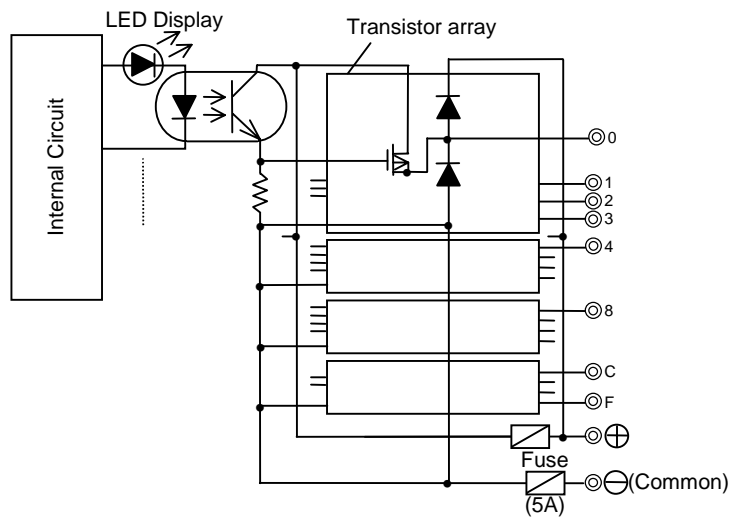 LED Display
Transistor array
Internal Circuit
0
1
2
3
4
8
C
F
Fuse
(Common)
(5A)